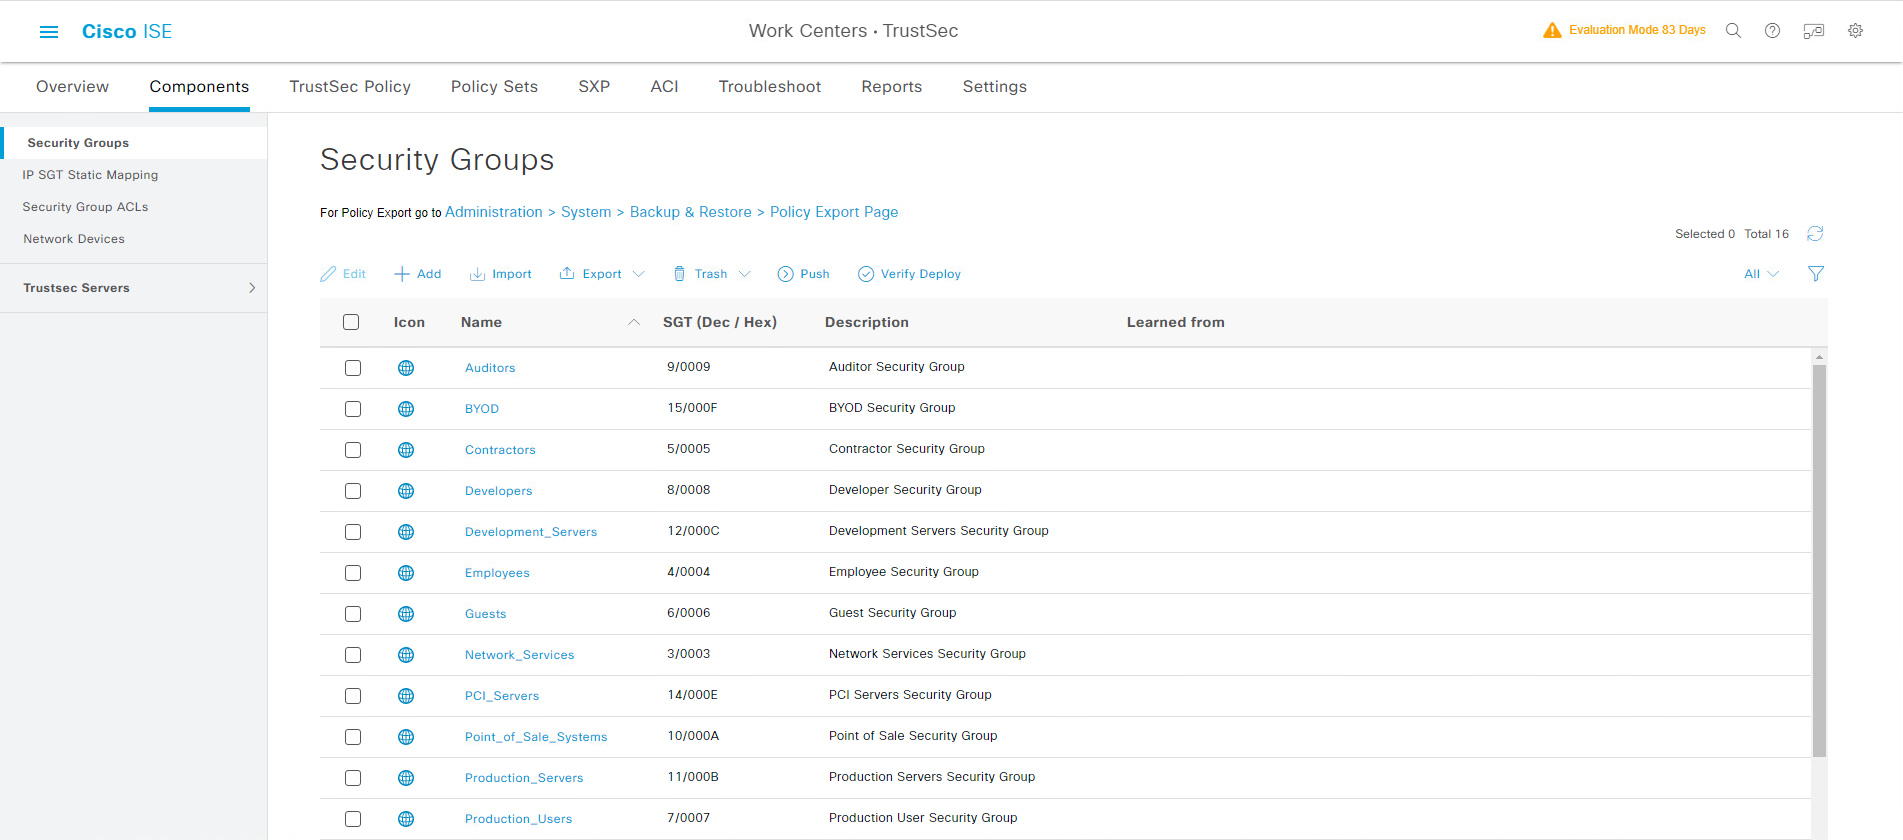 Cisco ISE
Work Centers · TrustSec
Evaluation Mode 83 Days
Overview Components TrustSec Policy Policy Sets SXP ACI Troubleshoot Reports Settings
Security Groups
IP SGT Static Mapping
Security Group ACLs
Network Devices
Trustsec Servers
Security Groups
For Policy Export go to Administration > System > Backup & Restore > Policy Export Page
Selected 0 Total 16
Edit Add Import Export Trash Push Verify Deploy All
Icon Name SGT (Dec / Hex) Description Learned from
Auditors 9/0009 Auditor Security Group
BYOD 15/000F BYOD Security Group
Contractors 5/0005 Contractor Security Group
Developers 8/0008 Developer Security Group
Development_Servers 12/000C Development Servers Security Group
Employees 4/0004 Employee Security Group
Guests 6/0006 Guest Security Group
Network_Services 3/0003 Network Services Security Group
PCI_Servers 14/000E PCI Servers Security Group
Point_of_Sale_Systems 10/000A Point of Sale Security Group
Production_Servers 11/000B Production Servers Security Group
Production_Users 7/0007 Production User Security Group